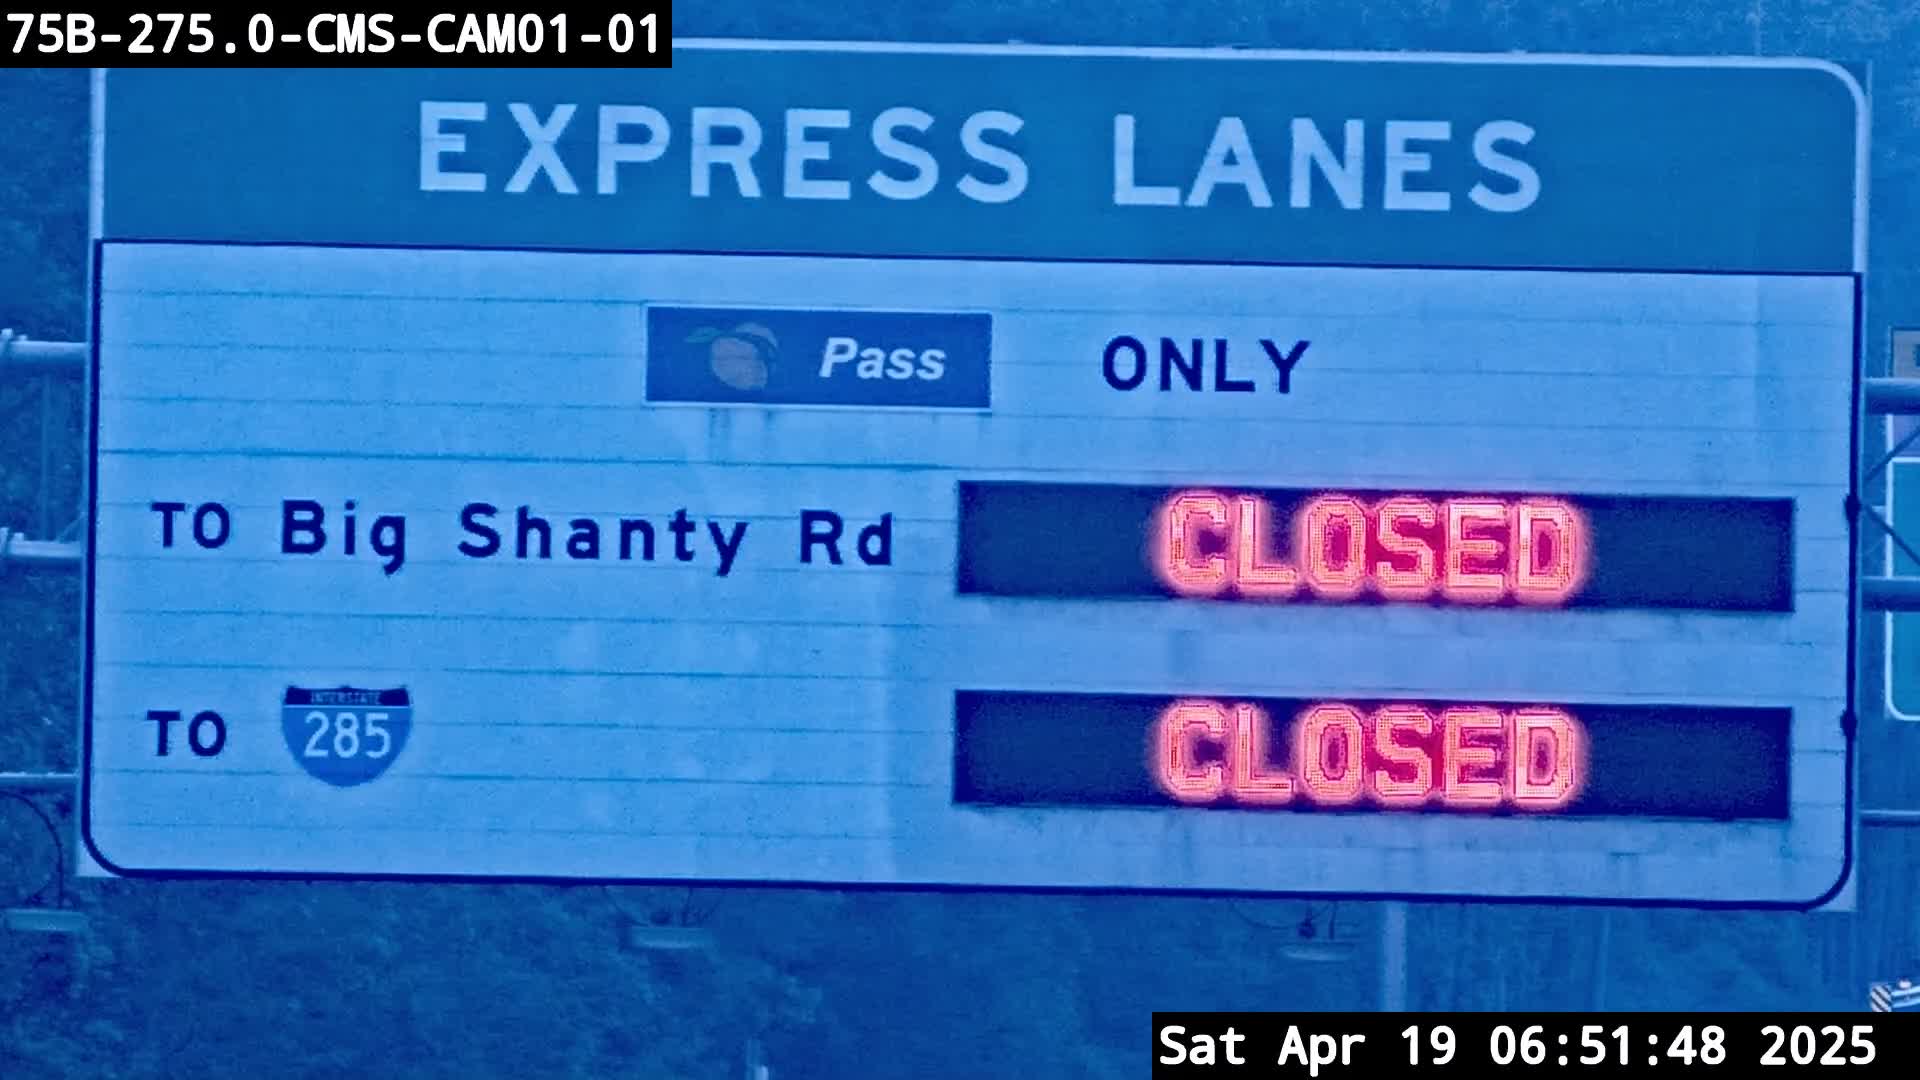 75B-275.0-CMS-CAM01-01
EXPRESS LANES
Pass ONLY
TO Big Shanty Rd CLOSED
TO INTERSTATE 285 CLOSED
Sat Apr 19 06:51:48 2025